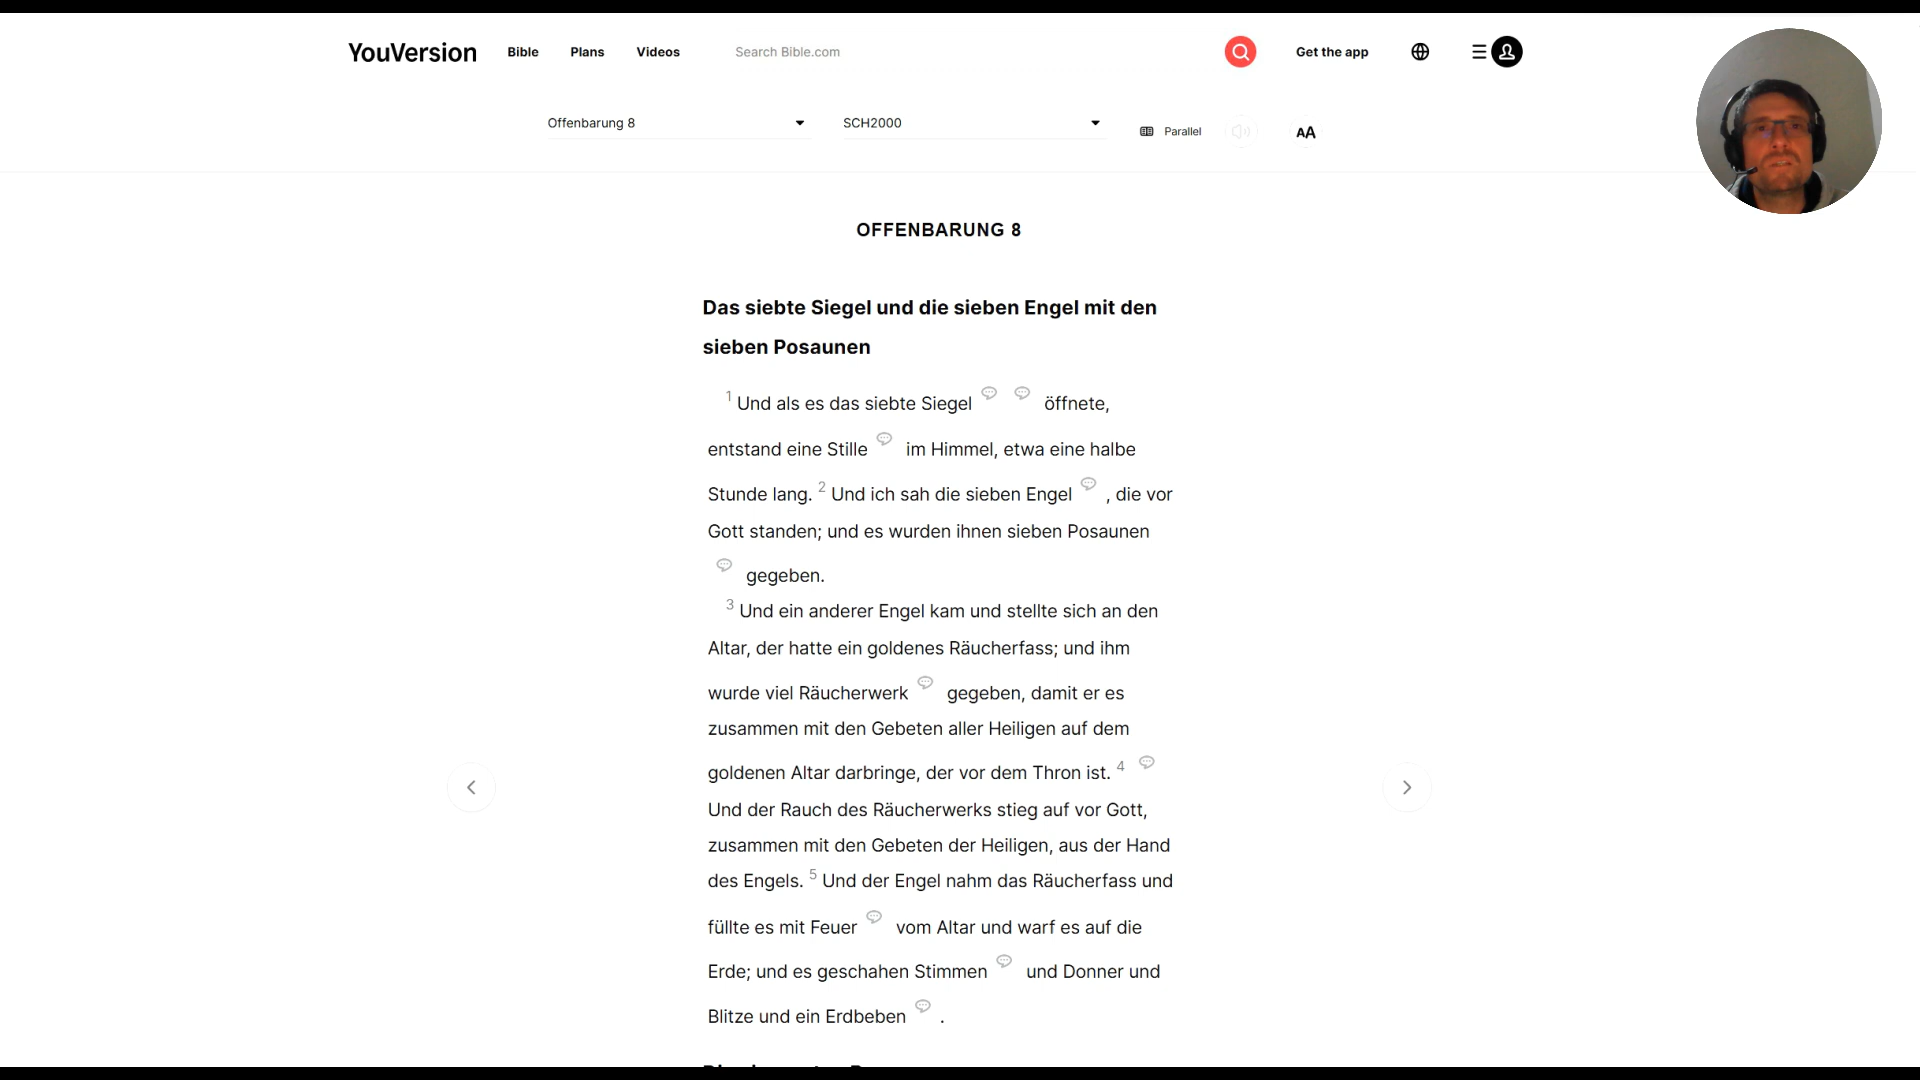 YouVersion Bible Plans Videos Search Bible.com Get the app
Offenbarung 8 SCH2000 Parallel AA
OFFENBARUNG 8
Das siebte Siegel und die sieben Engel mit den
sieben Posaunen
1 Und als es das siebte Siegel öffnete,
entstand eine Stille im Himmel, etwa eine halbe
Stunde lang. 2 Und ich sah die sieben Engel , die vor
Gott standen; und es wurden ihnen sieben Posaunen
gegeben.
3 Und ein anderer Engel kam und stellte sich an den
Altar, der hatte ein goldenes Räucherfass; und ihm
wurde viel Räucherwerk gegeben, damit er es
zusammen mit den Gebeten aller Heiligen auf dem
goldenen Altar darbringe, der vor dem Thron ist. 4
Und der Rauch des Räucherwerks stieg auf vor Gott,
zusammen mit den Gebeten der Heiligen, aus der Hand
des Engels. 5 Und der Engel nahm das Räucherfass und
füllte es mit Feuer vom Altar und warf es auf die
Erde; und es geschahen Stimmen und Donner und
Blitze und ein Erdbeben .